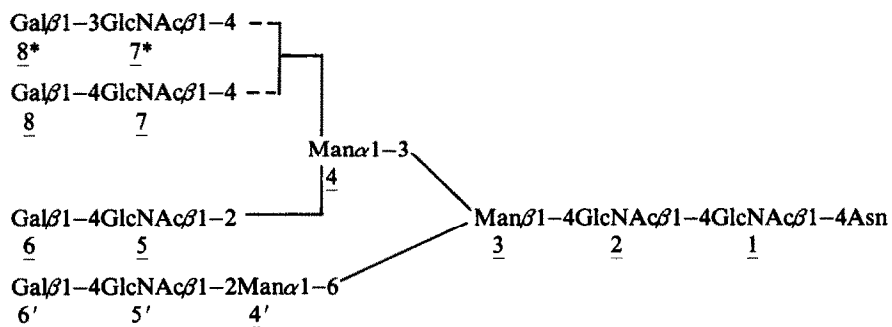 Galβ1–3GlcNAcβ1–4
8* 7*
Galβ1–4GlcNAcβ1–4
8 7
Manα1–3
4
Galβ1–4GlcNAcβ1–2
6 5
Manβ1–4GlcNAcβ1–4GlcNAcβ1–4Asn
3 2 1
Galβ1–4GlcNAcβ1–2Manα1–6
6′ 5′ 4′